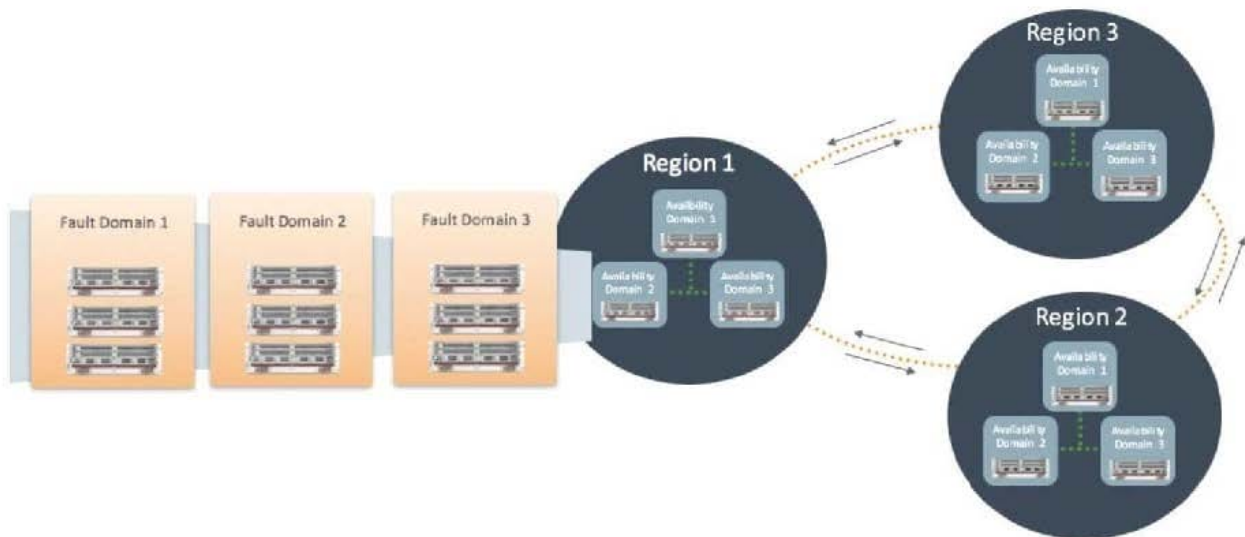 Fault Domain 1
Fault Domain 2
Fault Domain 3
Region 1
Availbility
Domain 1
Availability
Domain 2
Availability
Domain 3
Region 3
Availability
Domain 1
Availability
Domain 2
Availability
Domain 3
Region 2
Availability
Domain 1
Availability
Domain 2
Availability
Domain 3